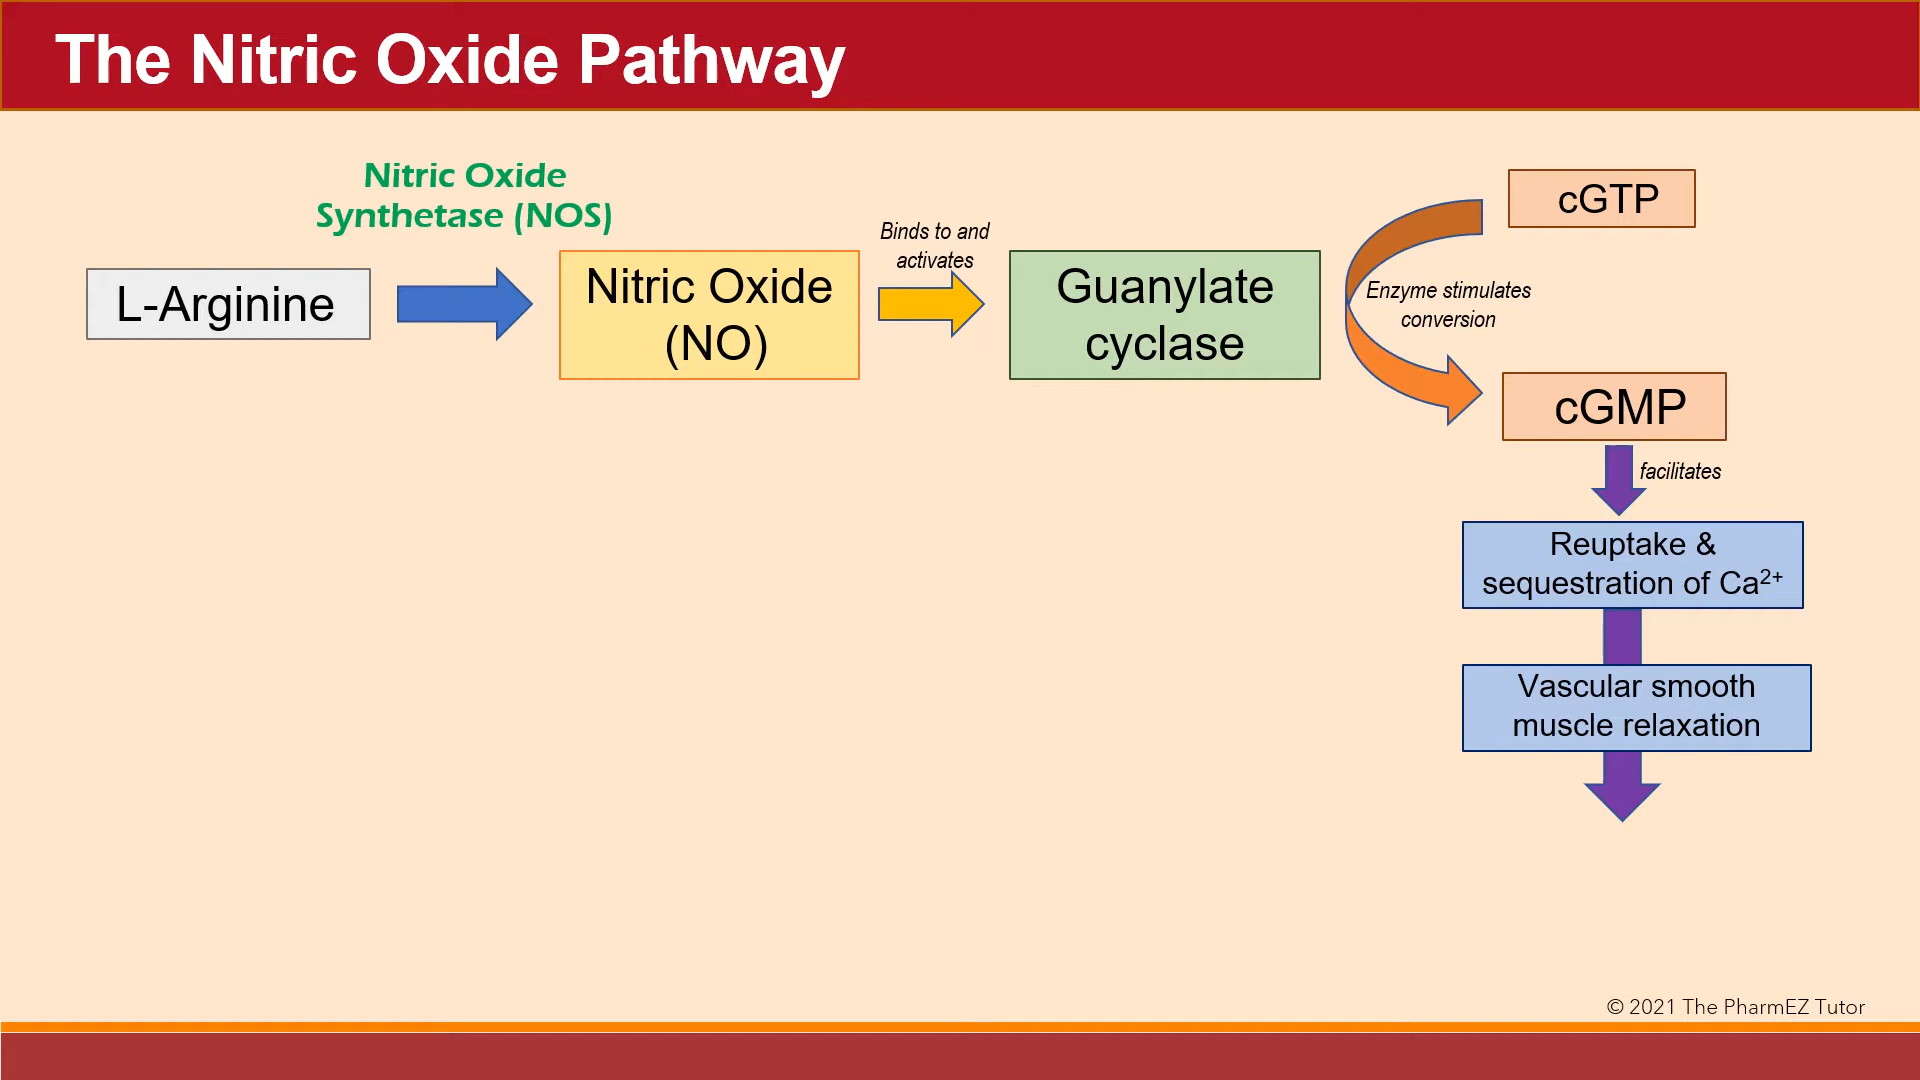 The Nitric Oxide Pathway
Nitric Oxide
Synthetase (NOS)
L-Arginine
Nitric Oxide
(NO)
Binds to and
activates
Guanylate
cyclase
cGTP
Enzyme stimulates
conversion
cGMP
facilitates
Reuptake &
sequestration of Ca²⁺
Vascular smooth
muscle relaxation
© 2021 The PharmEZ Tutor